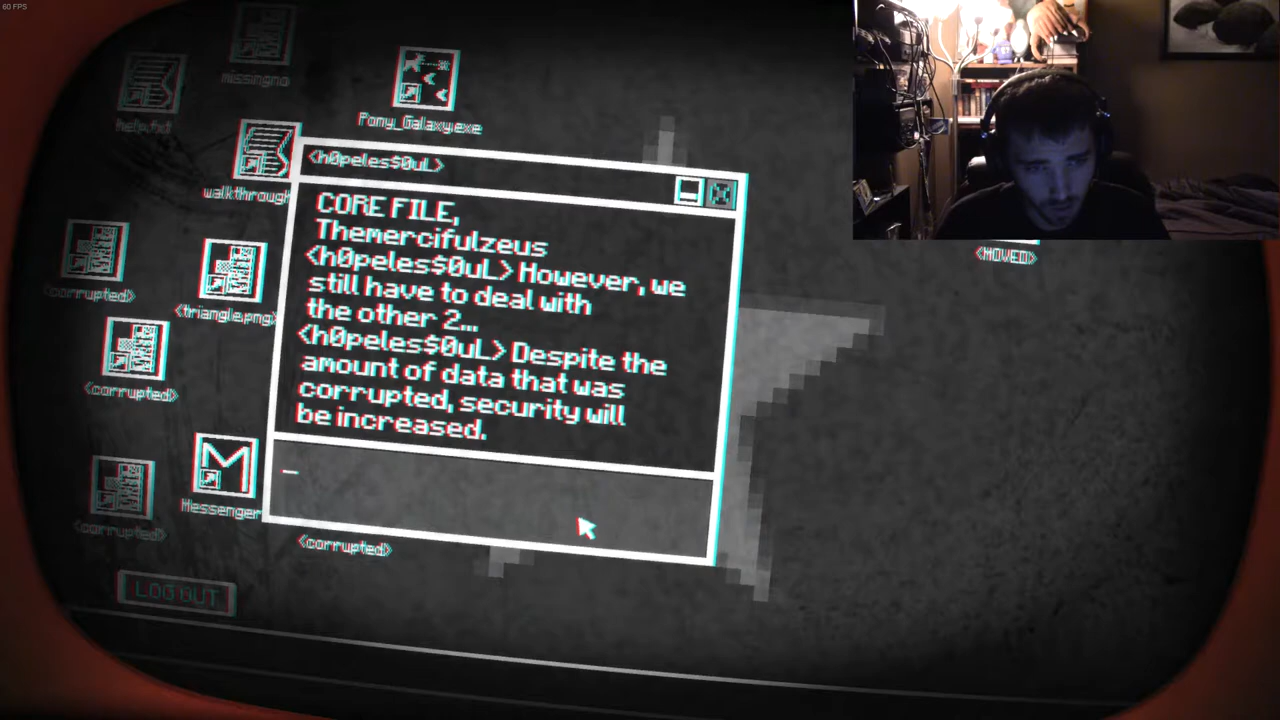 60 FPS
missingno
help.txt
Pony_Galaxy.exe
walkthrough
<h0peles$0uL>
CORE FILE,
Themercifulzeus
<h0peles$0uL> However, we
still have to deal with
the other 2...
<h0peles$0uL> Despite the
amount of data that was
corrupted, security will
be increased.
_
<MOVED>
<corrupted>
<triangle.png>
<corrupted>
Messenger
<corrupted>
<corrupted>
LOG OUT